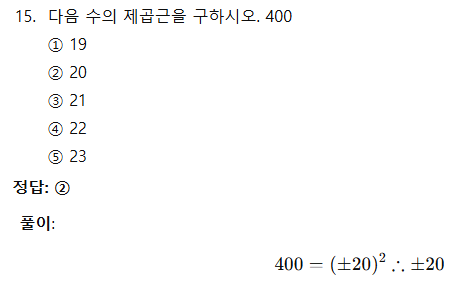 15. 다음 수의 제곱근을 구하시오. 400
① 19
② 20
③ 21
④ 22
⑤ 23
정답: ②
풀이:
400 = (±20)² ∴ ±20